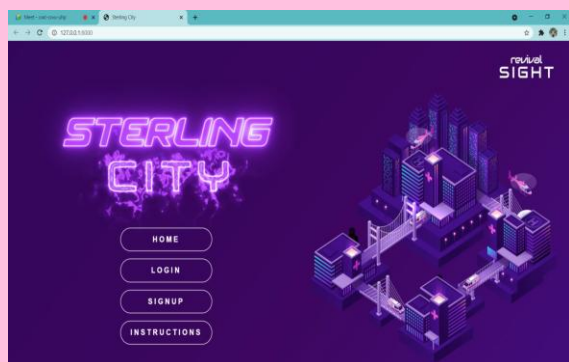 Sterling City
revival
SIGHT
STERLING
CITY
HOME
LOGIN
SIGNUP
INSTRUCTIONS